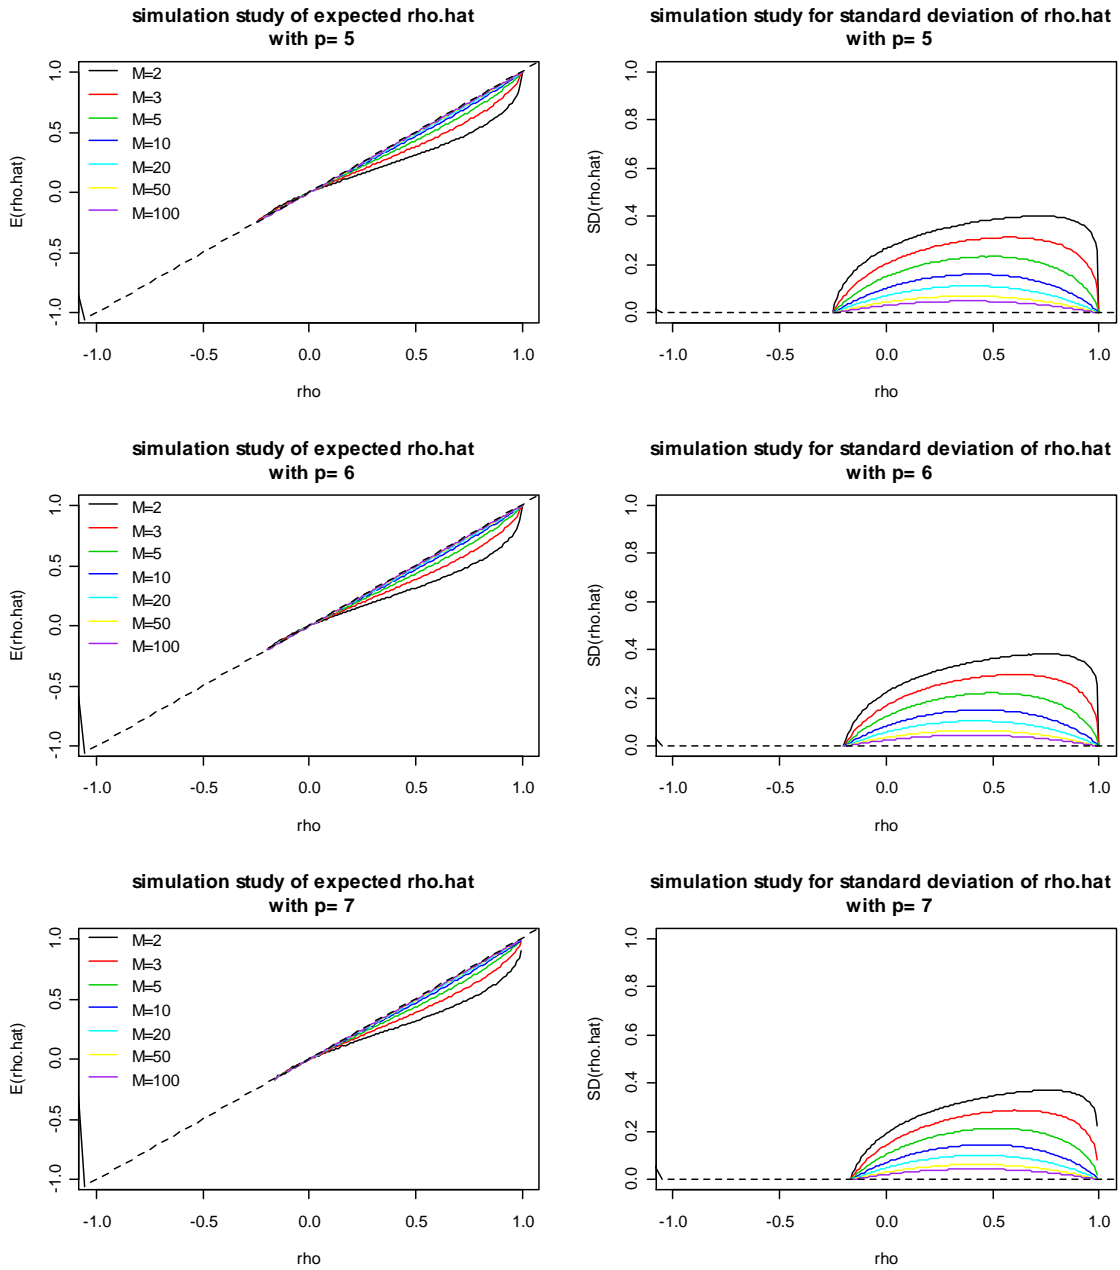 simulation study of expected rho.hat
with p= 5
E(rho.hat)
1.0
0.5
0.0
-0.5
-1.0
M=2
M=3
M=5
M=10
M=20
M=50
M=100
-1.0 -0.5 0.0 0.5 1.0
rho
simulation study for standard deviation of rho.hat
with p= 5
SD(rho.hat)
1.0
0.8
0.6
0.4
0.2
0.0
-1.0 -0.5 0.0 0.5 1.0
rho
simulation study of expected rho.hat
with p= 6
E(rho.hat)
1.0
0.5
0.0
-0.5
-1.0
M=2
M=3
M=5
M=10
M=20
M=50
M=100
-1.0 -0.5 0.0 0.5 1.0
rho
simulation study for standard deviation of rho.hat
with p= 6
SD(rho.hat)
1.0
0.8
0.6
0.4
0.2
0.0
-1.0 -0.5 0.0 0.5 1.0
rho
simulation study of expected rho.hat
with p= 7
E(rho.hat)
1.0
0.5
0.0
-0.5
-1.0
M=2
M=3
M=5
M=10
M=20
M=50
M=100
-1.0 -0.5 0.0 0.5 1.0
rho
simulation study for standard deviation of rho.hat
with p= 7
SD(rho.hat)
1.0
0.8
0.6
0.4
0.2
0.0
-1.0 -0.5 0.0 0.5 1.0
rho